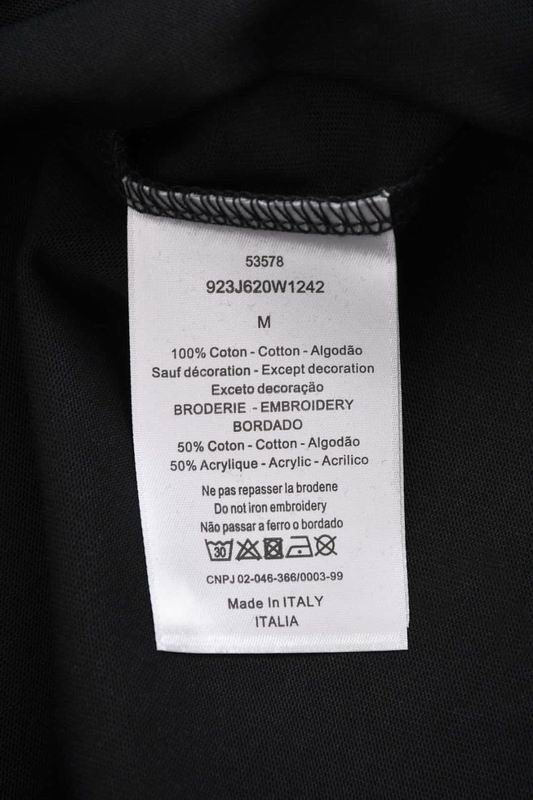 53578
923J620W1242
M
100% Coton - Cotton - Algodão
Sauf décoration - Except decoration
Exceto decoração
BRODERIE - EMBROIDERY
BORDADO
50% Coton - Cotton - Algodão
50% Acrylique - Acrylic - Acrilico
Ne pas repasser la brodene
Do not iron embroidery
Não passar a ferro o bordado
30
CNPJ 02-046-366/0003-99
Made In ITALY
ITALIA